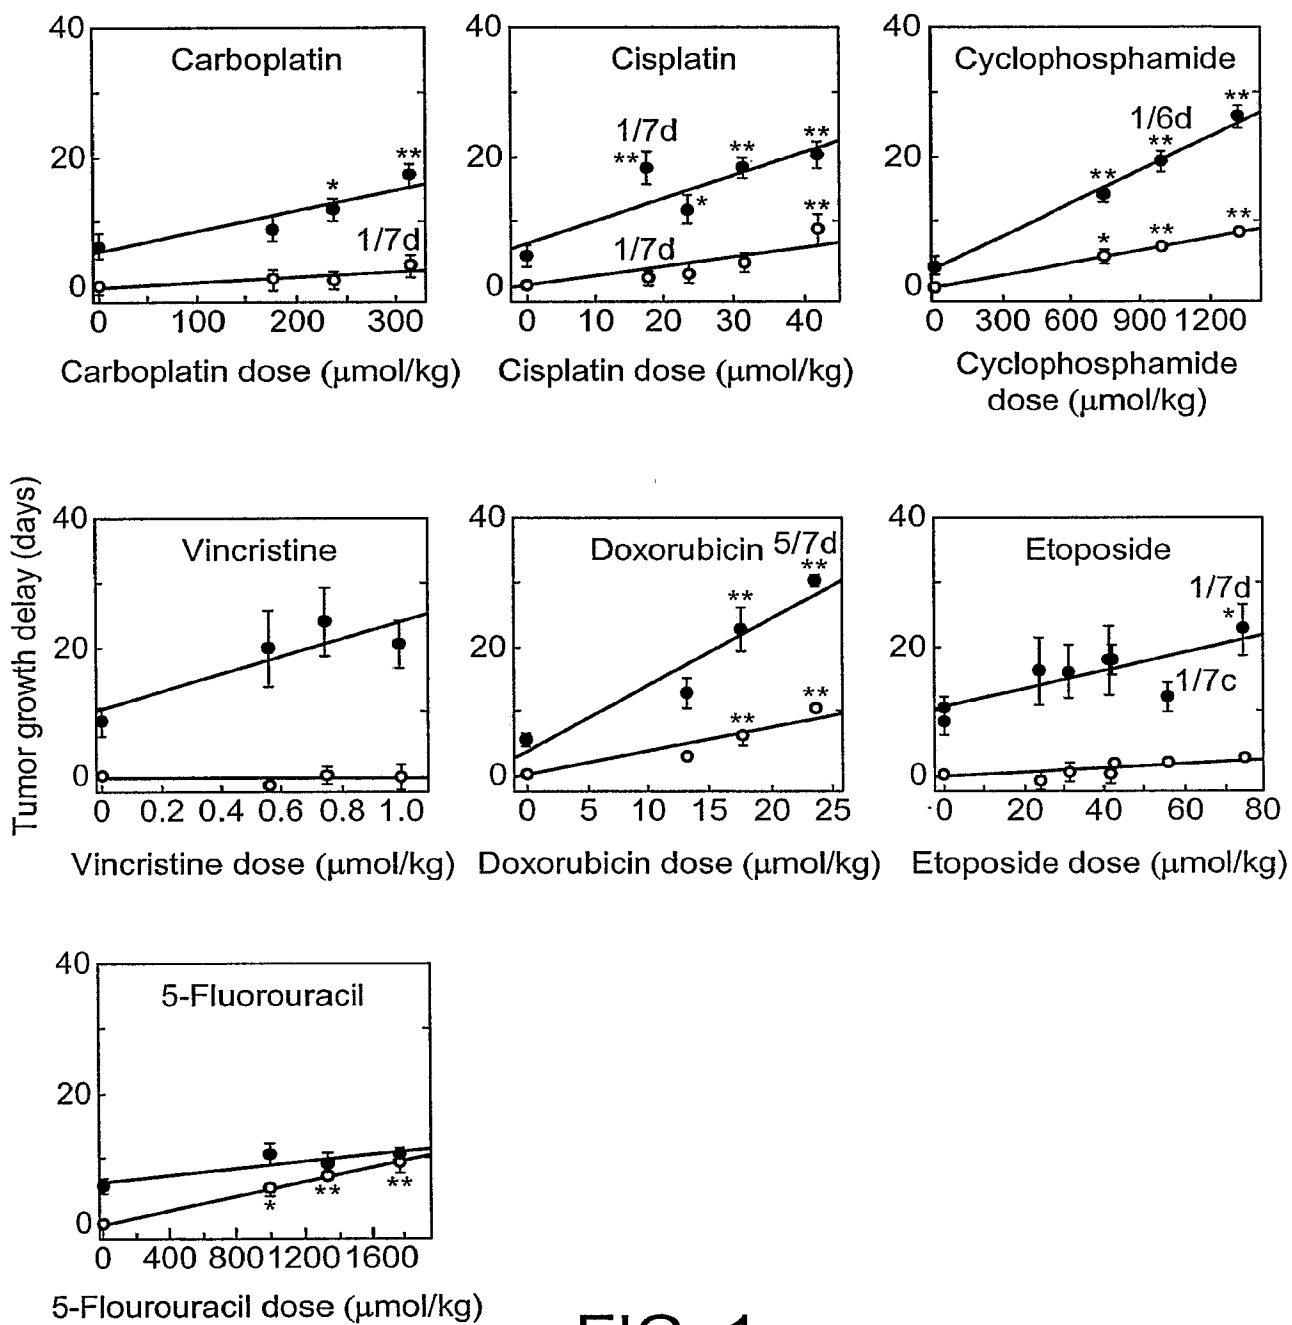 Tumor growth delay (days)
40
20
0
Carboplatin
*
**
1/7d
0 100 200 300
Carboplatin dose (μmol/kg)
40
20
0
Cisplatin
1/7d
**
*
**
**
1/7d
**
0 10 20 30 40
Cisplatin dose (μmol/kg)
40
20
0
Cyclophosphamide
**
1/6d
**
**
**
**
*
0 300 600 900 1200
Cyclophosphamide
dose (μmol/kg)
40
20
0
Vincristine
0 0.2 0.4 0.6 0.8 1.0
Vincristine dose (μmol/kg)
40
20
0
Doxorubicin 5/7d
**
**
**
**
0 5 10 15 20 25
Doxorubicin dose (μmol/kg)
40
20
0
Etoposide
1/7d
*
1/7c
0 20 40 60 80
Etoposide dose (μmol/kg)
40
20
0
5-Fluorouracil
*
**
**
0 400 800 1200 1600
5-Flourouracil dose (μmol/kg)
FIG. 1